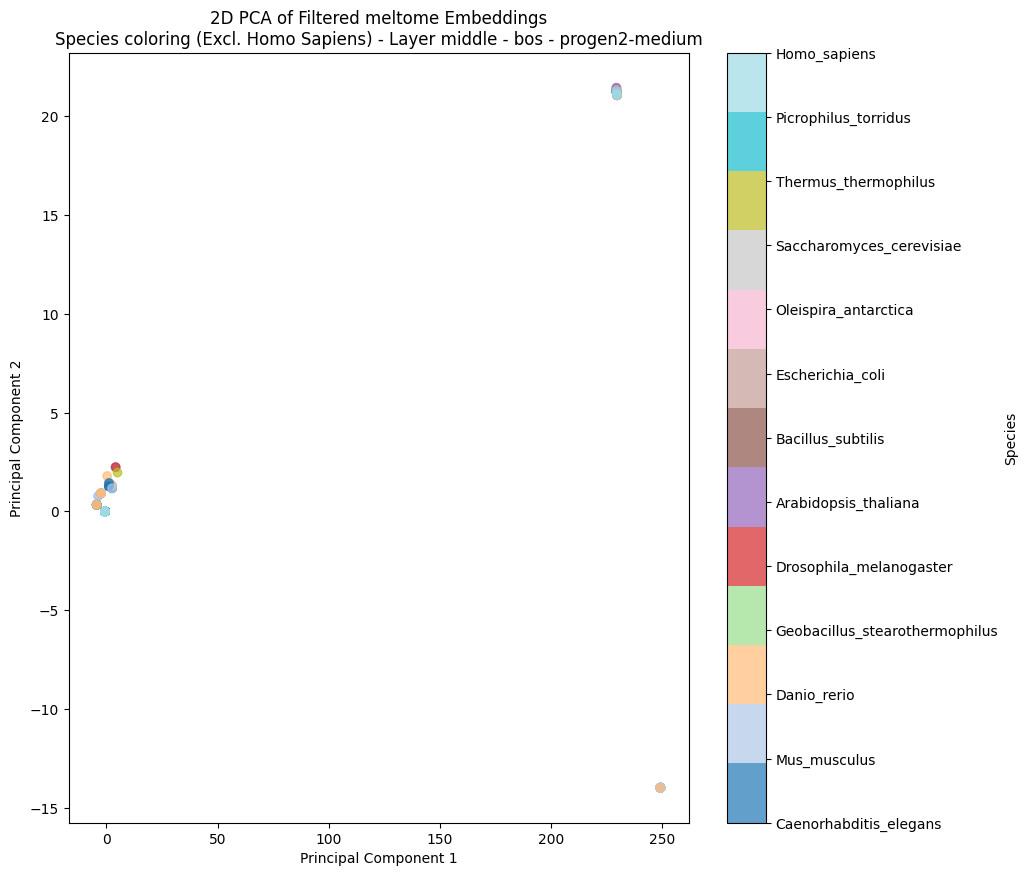 2D PCA of Filtered meltome Embeddings
Species coloring (Excl. Homo Sapiens) - Layer middle - bos - progen2-medium
20
15
10
5
0
−5
−10
−15
Principal Component 2
0
50
100
150
200
250
Principal Component 1
Homo_sapiens
Picrophilus_torridus
Thermus_thermophilus
Saccharomyces_cerevisiae
Oleispira_antarctica
Escherichia_coli
Bacillus_subtilis
Arabidopsis_thaliana
Drosophila_melanogaster
Geobacillus_stearothermophilus
Danio_rerio
Mus_musculus
Caenorhabditis_elegans
Species